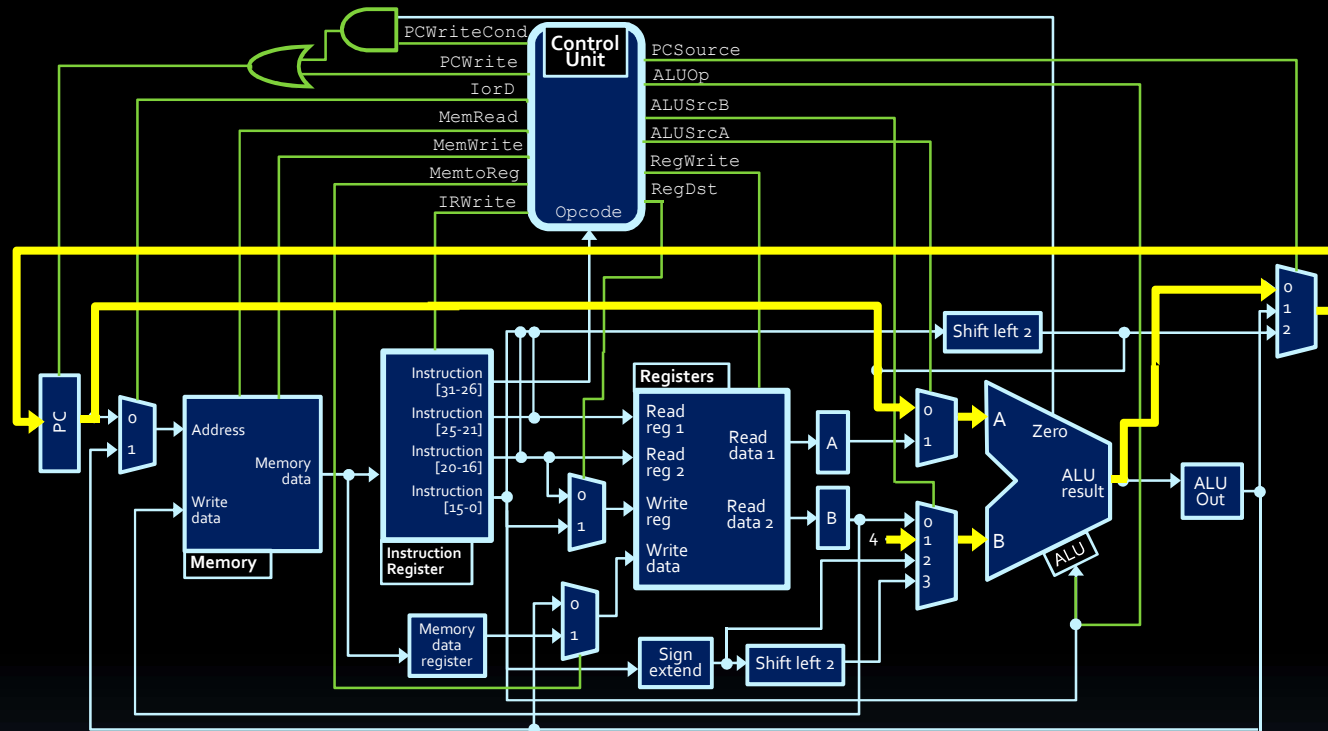 PCWriteCond
PCWrite
IorD
MemRead
MemWrite
MemtoReg
IRWrite
Control
Unit
Opcode
PCSource
ALUOp
ALUSrcB
ALUSrcA
RegWrite
RegDst
0
1
2
Shift left 2
PC
0
1
Address
Memory
data
Write
data
Memory
Instruction
[31-26]
Instruction
[25-21]
Instruction
[20-16]
Instruction
[15-0]
Instruction
Register
0
1
Registers
Read
reg 1
Read
reg 2
Write
reg
Write
data
Read
data 1
Read
data 2
A
B
0
1
4
0
1
2
3
A
B
Zero
ALU
result
ALU
ALU
Out
Memory
data
register
0
1
Sign
extend
Shift left 2